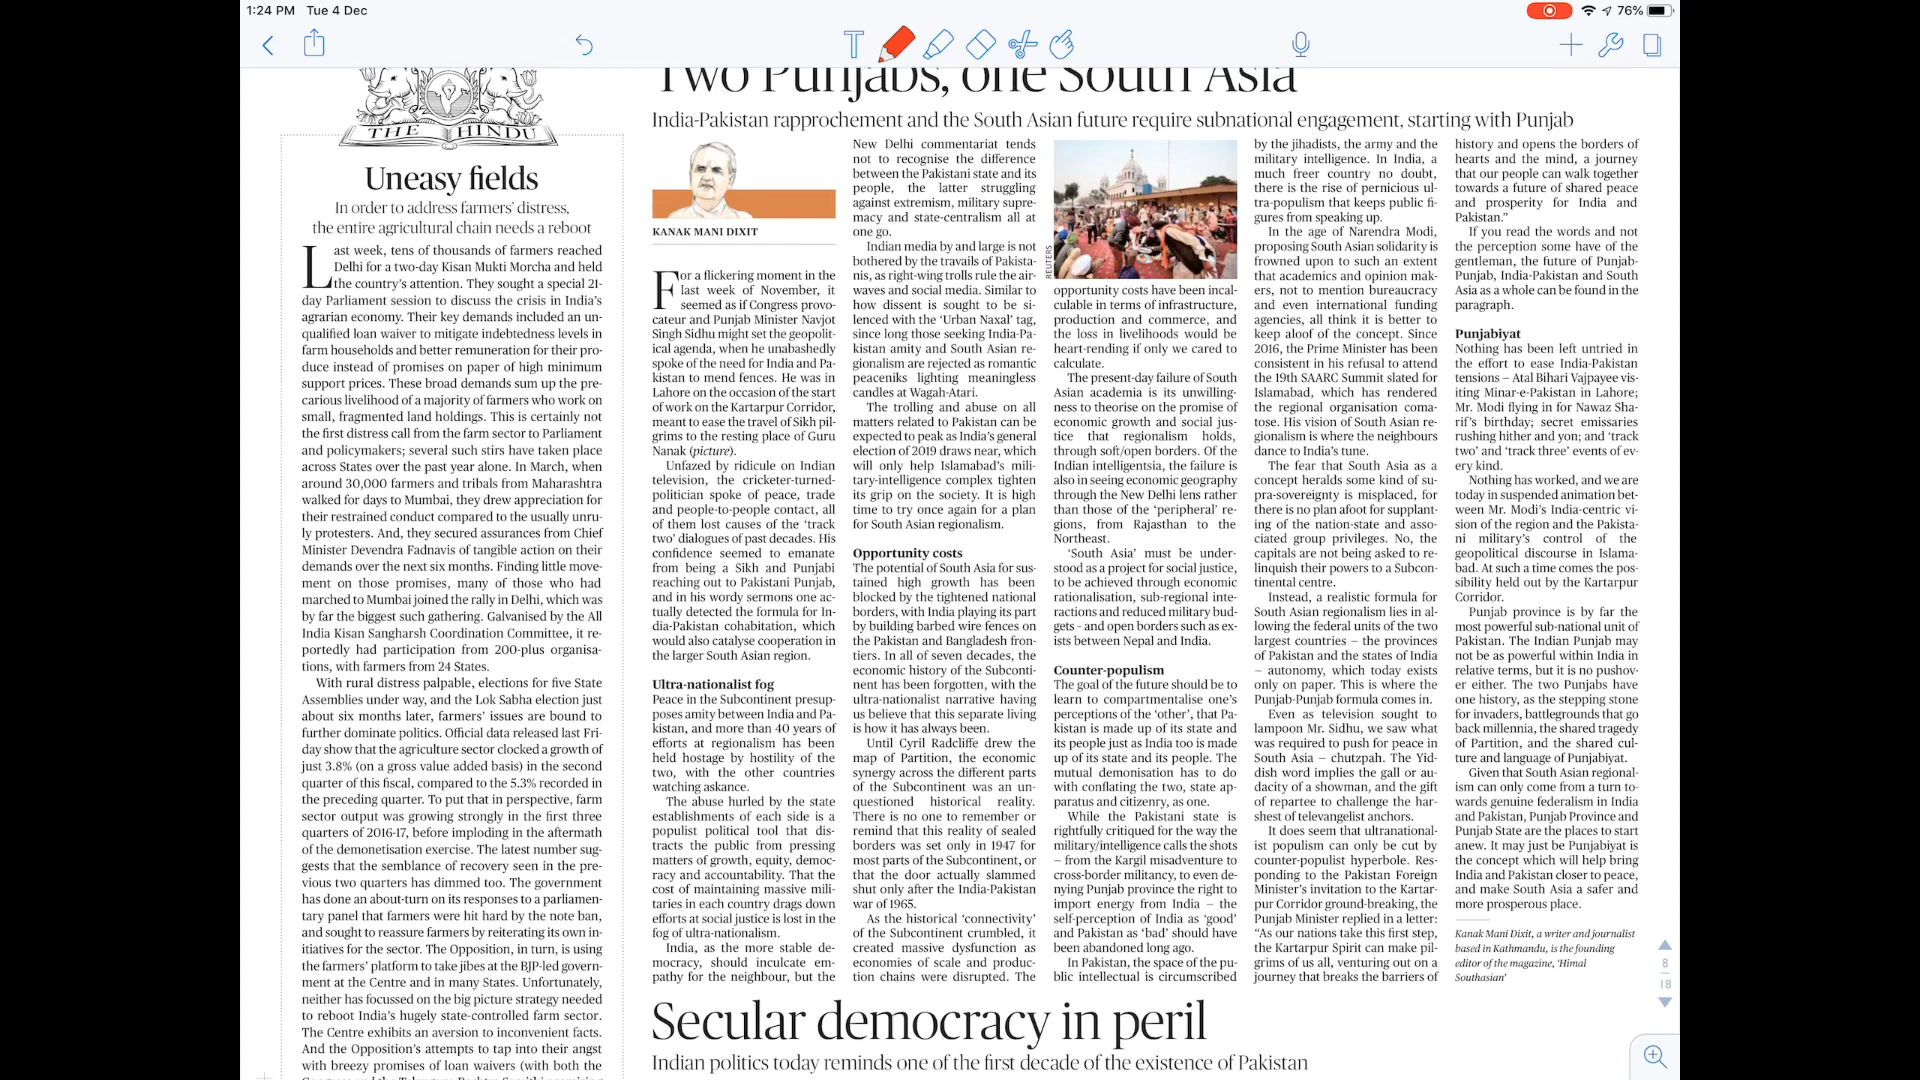 1:24 PM Tue 4 Dec
76%
Two Punjabs, one South Asia
India-Pakistan rapprochement and the South Asian future require subnational engagement, starting with Punjab
THE HINDU
Uneasy fields
In order to address farmers' distress,
the entire agricultural chain needs a reboot
Last week, tens of thousands of farmers reached
Delhi for a two-day Kisan Mukti Morcha and held
the country's attention. They sought a special 21-
day Parliament session to discuss the crisis in India's
agrarian economy. Their key demands included an un-
qualified loan waiver to mitigate indebtedness levels in
farm households and better remuneration for their pro-
duce instead of promises on paper of high minimum
support prices. These broad demands sum up the pre-
carious livelihood of a majority of farmers who work on
small, fragmented land holdings. This is certainly not
the first distress call from the farm sector to Parliament
and policymakers; several such stirs have taken place
across States over the past year alone. In March, when
around 30,000 farmers and tribals from Maharashtra
walked for days to Mumbai, they drew appreciation for
their restrained conduct compared to the usually unru-
ly protesters. And, they secured assurances from Chief
Minister Devendra Fadnavis of tangible action on their
demands over the next six months. Finding little move-
ment on those promises, many of those who had
marched to Mumbai joined the rally in Delhi, which was
by far the biggest such gathering. Galvanised by the All
India Kisan Sangharsh Coordination Committee, it re-
portedly had participation from 200-plus organisa-
tions, with farmers from 24 States.
With rural distress palpable, elections for five State
Assemblies under way, and the Lok Sabha election just
about six months later, farmers' issues are bound to
further dominate politics. Official data released last Fri-
day show that the agriculture sector clocked a growth of
just 3.8% (on a gross value added basis) in the second
quarter of this fiscal, compared to the 5.3% recorded in
the preceding quarter. To put that in perspective, farm
sector output was growing strongly in the first three
quarters of 2016-17, before imploding in the aftermath
of the demonetisation exercise. The latest number sug-
gests that the semblance of recovery seen in the pre-
vious two quarters has dimmed too. The government
has done an about-turn on its responses to a parliamen-
tary panel that farmers were hit hard by the note ban,
and sought to reassure farmers by reiterating its own in-
itiatives for the sector. The Opposition, in turn, is using
the farmers' platform to take jibes at the BJP-led govern-
ment at the Centre and in many States. Unfortunately,
neither has focussed on the big picture strategy needed
to reboot India's hugely state-controlled farm sector.
The Centre exhibits an aversion to inconvenient facts.
And the Opposition's attempts to tap into their angst
with breezy promises of loan waivers (with both the
KANAK MANI DIXIT
For a flickering moment in the
last week of November, it
seemed as if Congress provo-
cateur and Punjab Minister Navjot
Singh Sidhu might set the geopolit-
ical agenda, when he unabashedly
spoke of the need for India and Pa-
kistan to mend fences. He was in
Lahore on the occasion of the start
of work on the Kartarpur Corridor,
meant to ease the travel of Sikh pil-
grims to the resting place of Guru
Nanak (picture).
Unfazed by ridicule on Indian
television, the cricketer-turned-
politician spoke of peace, trade
and people-to-people contact, all
of them lost causes of the 'track
two' dialogues of past decades. His
confidence seemed to emanate
from being a Sikh and Punjabi
reaching out to Pakistani Punjab,
and in his wordy sermons one ac-
tually detected the formula for In-
dia-Pakistan cohabitation, which
would also catalyse cooperation in
the larger South Asian region.
Ultra-nationalist fog
Peace in the Subcontinent presup-
poses amity between India and Pa-
kistan, and more than 40 years of
efforts at regionalism has been
held hostage by hostility of the
two, with the other countries
watching askance.
The abuse hurled by the state
establishments of each side is a
populist political tool that dis-
tracts the public from pressing
matters of growth, equity, democ-
racy and accountability. That the
cost of maintaining massive mili-
taries in each country drags down
efforts at social justice is lost in the
fog of ultra-nationalism.
India, as the more stable de-
mocracy, should inculcate em-
pathy for the neighbour, but the
New Delhi commentariat tends
not to recognise the difference
between the Pakistani state and its
people, the latter struggling
against extremism, military supre-
macy and state-centralism all at
one go.
Indian media by and large is not
bothered by the travails of Pakista-
nis, as right-wing trolls rule the air-
waves and social media. Similar to
how dissent is sought to be si-
lenced with the 'Urban Naxal' tag,
since long those seeking India-Pa-
kistan amity and South Asian re-
gionalism are rejected as romantic
peaceniks lighting meaningless
candles at Wagah-Atari.
The trolling and abuse on all
matters related to Pakistan can be
expected to peak as India's general
election of 2019 draws near, which
will only help Islamabad's mili-
tary-intelligence complex tighten
its grip on the society. It is high
time to try once again for a plan
for South Asian regionalism.
Opportunity costs
The potential of South Asia for sus-
tained high growth has been
blocked by the tightened national
borders, with India playing its part
by building barbed wire fences on
the Pakistan and Bangladesh fron-
tiers. In all of seven decades, the
economic history of the Subconti-
nent has been forgotten, with the
ultra-nationalist narrative having
us believe that this separate living
is how it has always been.
Until Cyril Radcliffe drew the
map of Partition, the economic
synergy across the different parts
of the Subcontinent was an un-
questioned historical reality.
There is no one to remember or
remind that this reality of sealed
borders was set only in 1947 for
most parts of the Subcontinent, or
that the door actually slammed
shut only after the India-Pakistan
war of 1965.
As the historical 'connectivity'
of the Subcontinent crumbled, it
created massive dysfunction as
economies of scale and produc-
tion chains were disrupted. The
REUTERS
opportunity costs have been incal-
culable in terms of infrastructure,
production and commerce, and
the loss in livelihoods would be
heart-rending if only we cared to
calculate.
The present-day failure of South
Asian academia is its unwilling-
ness to theorise on the promise of
economic growth and social jus-
tice that regionalism holds,
through soft/open borders. Of the
Indian intelligentsia, the failure is
also in seeing economic geography
through the New Delhi lens rather
than those of the 'peripheral' re-
gions, from Rajasthan to the
Northeast.
'South Asia' must be under-
stood as a project for social justice,
to be achieved through economic
rationalisation, sub-regional inte-
ractions and reduced military bud-
gets - and open borders such as ex-
ists between Nepal and India.
Counter-populism
The goal of the future should be to
learn to compartmentalise one's
perceptions of the 'other', that Pa-
kistan is made up of its state and
its people just as India too is made
up of its state and its people. The
mutual demonisation has to do
with conflating the two, state ap-
paratus and citizenry, as one.
While the Pakistani state is
rightfully critiqued for the way the
military/intelligence calls the shots
– from the Kargil misadventure to
cross-border militancy, to even de-
nying Punjab province the right to
import energy from India – the
self-perception of India as 'good'
and Pakistan as 'bad' should have
been abandoned long ago.
In Pakistan, the space of the pu-
blic intellectual is circumscribed
by the jihadists, the army and the
military intelligence. In India, a
much freer country no doubt,
there is the rise of pernicious ul-
tra-populism that keeps public fi-
gures from speaking up.
In the age of Narendra Modi,
proposing South Asian solidarity is
frowned upon to such an extent
that academics and opinion mak-
ers, not to mention bureaucracy
and even international funding
agencies, all think it is better to
keep aloof of the concept. Since
2016, the Prime Minister has been
consistent in his refusal to attend
the 19th SAARC Summit slated for
Islamabad, which has rendered
the regional organisation coma-
tose. His vision of South Asian re-
gionalism is where the neighbours
dance to India's tune.
The fear that South Asia as a
concept heralds some kind of su-
pra-sovereignty is misplaced, for
there is no plan afoot for supplant-
ing of the nation-state and asso-
ciated group privileges. No, the
capitals are not being asked to re-
linquish their powers to a Subcon-
tinental centre.
Instead, a realistic formula for
South Asian regionalism lies in al-
lowing the federal units of the two
largest countries – the provinces
of Pakistan and the states of India
– autonomy, which today exists
only on paper. This is where the
Punjab-Punjab formula comes in.
Even as television sought to
lampoon Mr. Sidhu, we saw what
was required to push for peace in
South Asia – chutzpah. The Yid-
dish word implies the gall or au-
dacity of a showman, and the gift
of repartee to challenge the har-
shest of televangelist anchors.
It does seem that ultranational-
ist populism can only be cut by
counter-populist hyperbole. Res-
ponding to the Pakistan Foreign
Minister's invitation to the Kartar-
pur Corridor ground-breaking, the
Punjab Minister replied in a letter:
"As our nations take this first step,
the Kartarpur Spirit can make pil-
grims of us all, venturing out on a
journey that breaks the barriers of
history and opens the borders of
hearts and the mind, a journey
that our people can walk together
towards a future of shared peace
and prosperity for India and
Pakistan."
If you read the words and not
the perception some have of the
gentleman, the future of Punjab-
Punjab, India-Pakistan and South
Asia as a whole can be found in the
paragraph.
Punjabiyat
Nothing has been left untried in
the effort to ease India-Pakistan
tensions – Atal Bihari Vajpayee vis-
iting Minar-e-Pakistan in Lahore;
Mr. Modi flying in for Nawaz Sha-
rif's birthday; secret emissaries
rushing hither and yon; and 'track
two' and 'track three' events of ev-
ery kind.
Nothing has worked, and we are
today in suspended animation bet-
ween Mr. Modi's India-centric vi-
sion of the region and the Pakista-
ni military's control of the
geopolitical discourse in Islama-
bad. At such a time comes the pos-
sibility held out by the Kartarpur
Corridor.
Punjab province is by far the
most powerful sub-national unit of
Pakistan. The Indian Punjab may
not be as powerful within India in
relative terms, but it is no pushov-
er either. The two Punjabs have
one history, as the stepping stone
for invaders, battlegrounds that go
back millennia, the shared tragedy
of Partition, and the shared cul-
ture and language of Punjabiyat.
Given that South Asian regional-
ism can only come from a turn to-
wards genuine federalism in India
and Pakistan, Punjab Province and
Punjab State are the places to start
anew. It may just be Punjabiyat is
the concept which will help bring
India and Pakistan closer to peace,
and make South Asia a safer and
more prosperous place.
Kanak Mani Dixit, a writer and journalist
based in Kathmandu, is the founding
editor of the magazine, 'Himal
Southasian'
8
18
Secular democracy in peril
Indian politics today reminds one of the first decade of the existence of Pakistan